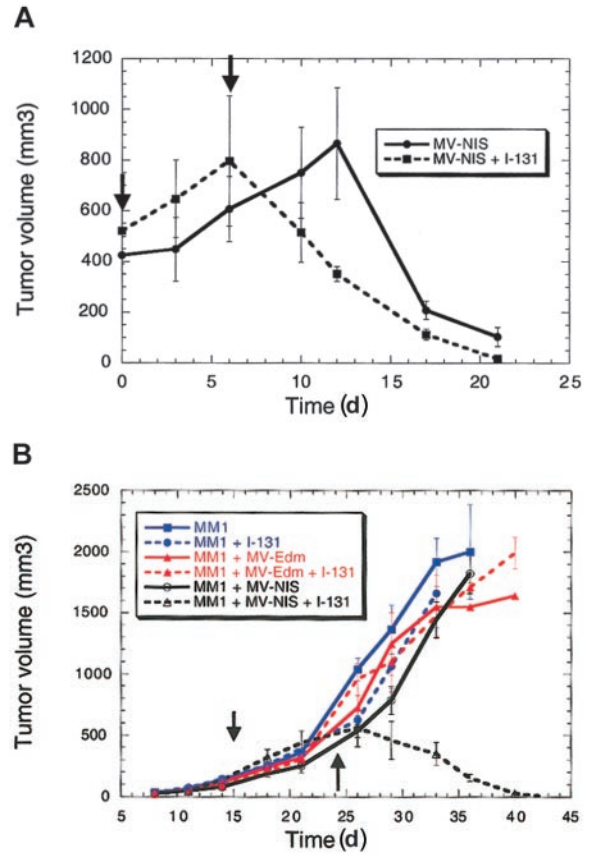 A
Tumor volume (mm3)
1200
1000
800
600
400
200
0
MV-NIS
MV-NIS + I-131
0 5 10 15 20 25
Time (d)
B
Tumor volume (mm3)
2500
2000
1500
1000
500
0
MM1
MM1 + I-131
MM1 + MV-Edm
MM1 + MV-Edm + I-131
MM1 + MV-NIS
MM1 + MV-NIS + I-131
5 10 15 20 25 30 35 40 45
Time (d)